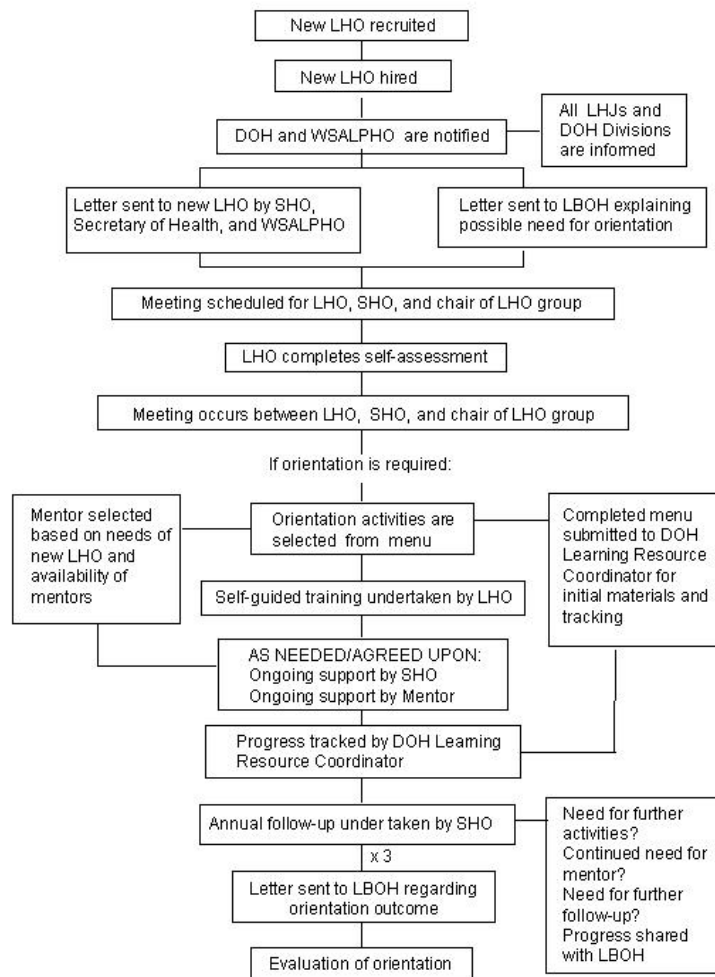 New LHO recruited
New LHO hired
DOH and WSALPHO are notified
All LHJs and
DOH Divisions
are informed
Letter sent to new LHO by SHO,
Secretary of Health, and WSALPHO
Letter sent to LBOH explaining
possible need for orientation
Meeting scheduled for LHO, SHO, and chair of LHO group
LHO completes self-assessment
Meeting occurs between LHO, SHO, and chair of LHO group
If orientation is required:
Mentor selected
based on needs of
new LHO and
availability of
mentors
Orientation activities are
selected from menu
Completed menu
submitted to DOH
Learning Resource
Coordinator for
initial materials and
tracking
Self-guided training undertaken by LHO
AS NEEDED/AGREED UPON:
Ongoing support by SHO
Ongoing support by Mentor
Progress tracked by DOH Learning
Resource Coordinator
Annual follow-up under taken by SHO
Need for further
activities?
Continued need for
mentor?
Need for further
follow-up?
Progress shared
with LBOH
x 3
Letter sent to LBOH regarding
orientation outcome
Evaluation of orientation